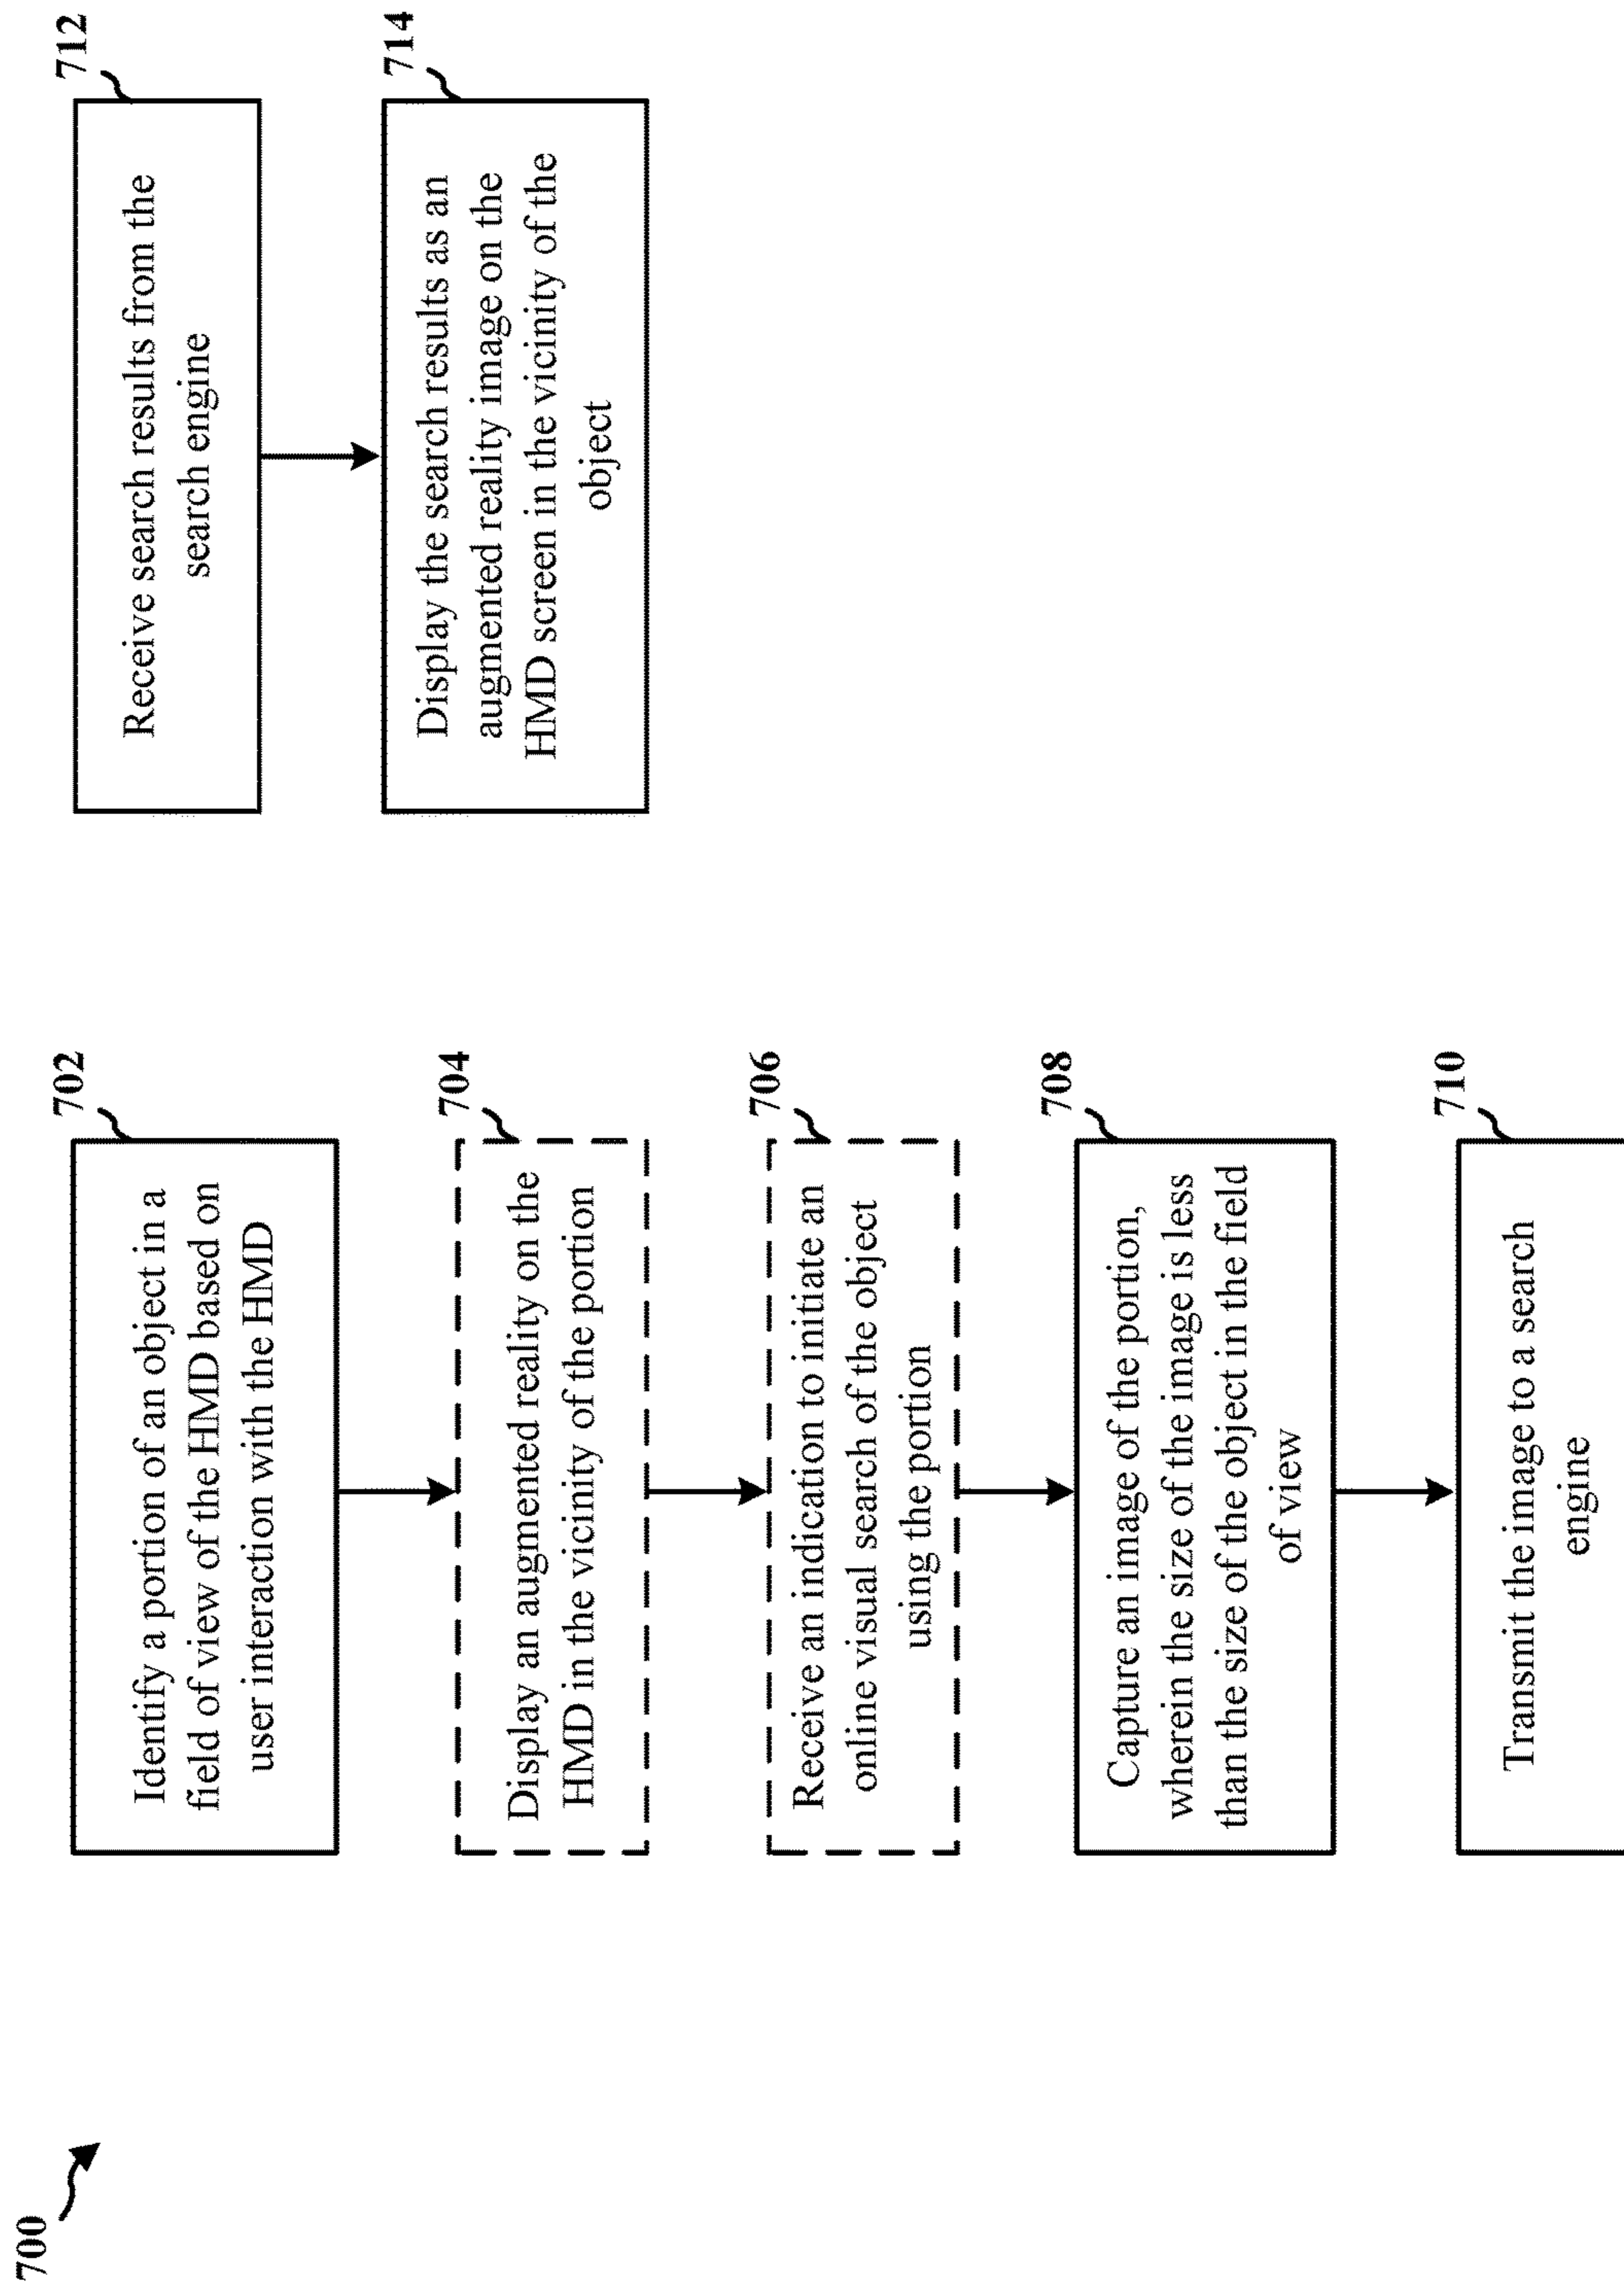 700
702
Identify a portion of an object in a
field of view of the HMD based on
user interaction with the HMD
704
Display an augmented reality on the
HMD in the vicinity of the portion
706
Receive an indication to initiate an
online visual search of the object
using the portion
708
Capture an image of the portion,
wherein the size of the image is less
than the size of the object in the field
of view
710
Transmit the image to a search
engine
712
Receive search results from the
search engine
714
Display the search results as an
augmented reality image on the
HMD screen in the vicinity of the
object